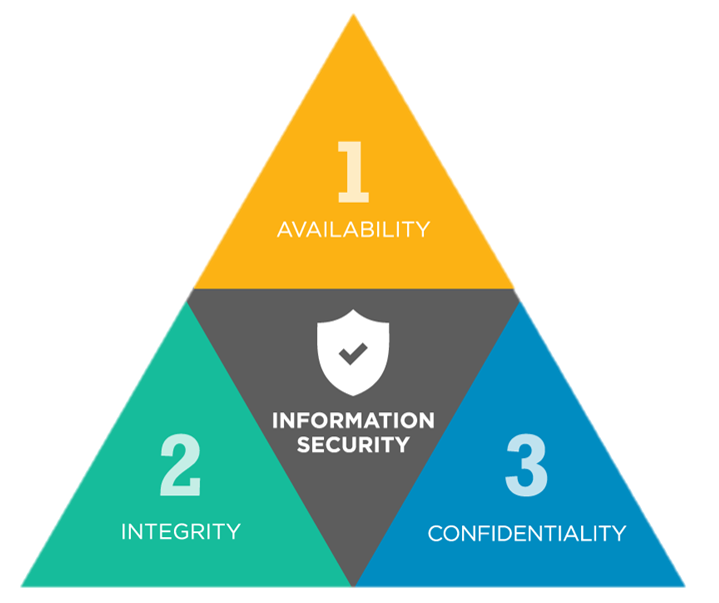 1
AVAILABILITY
INFORMATION
SECURITY
2
INTEGRITY
3
CONFIDENTIALITY